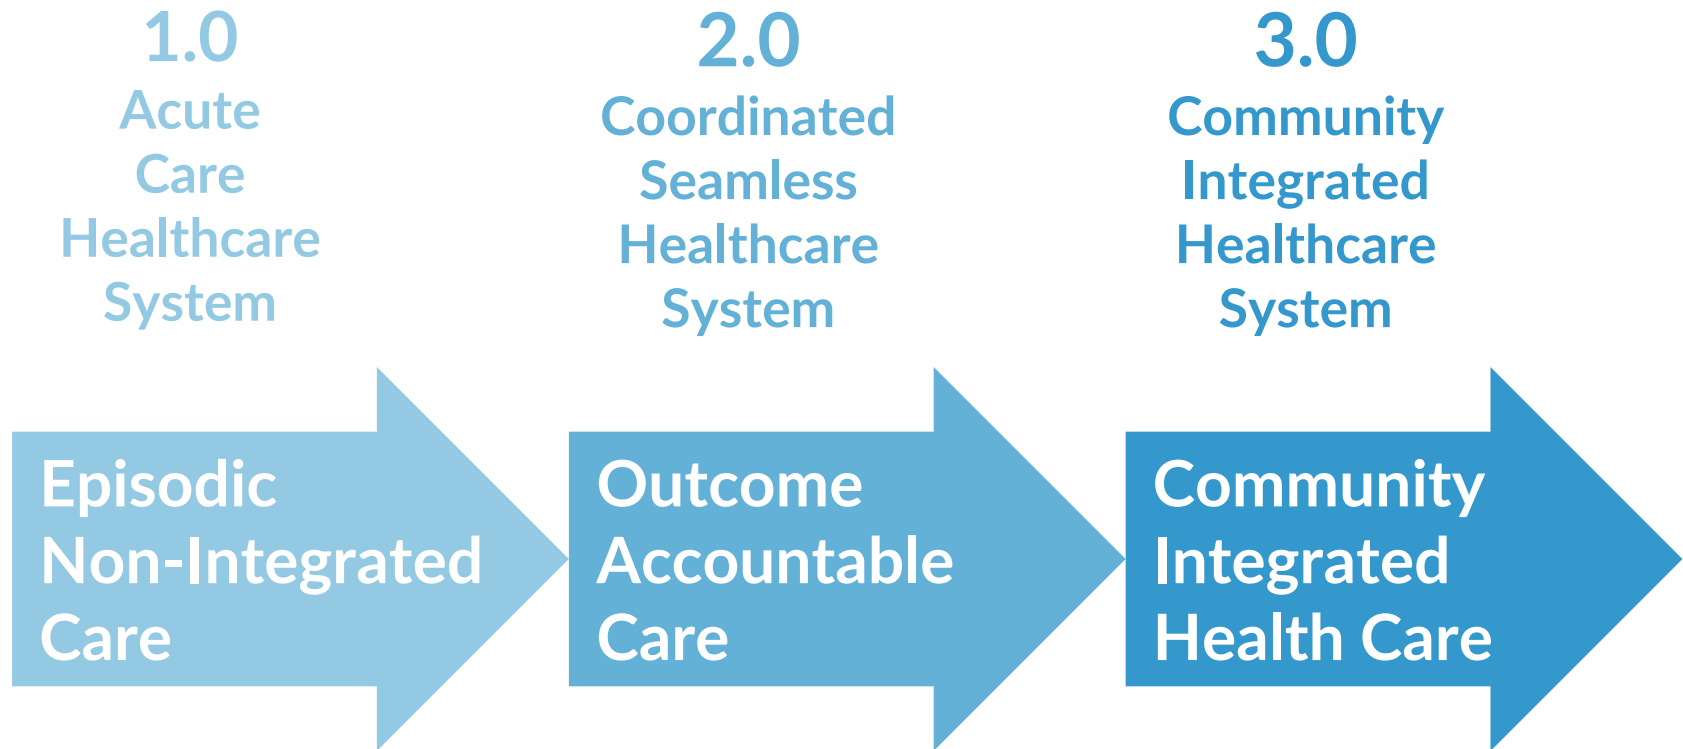 1.0
Acute
Care
Healthcare
System
2.0
Coordinated
Seamless
Healthcare
System
3.0
Community
Integrated
Healthcare
System
Episodic
Non-Integrated
Care
Outcome
Accountable
Care
Community
Integrated
Health Care